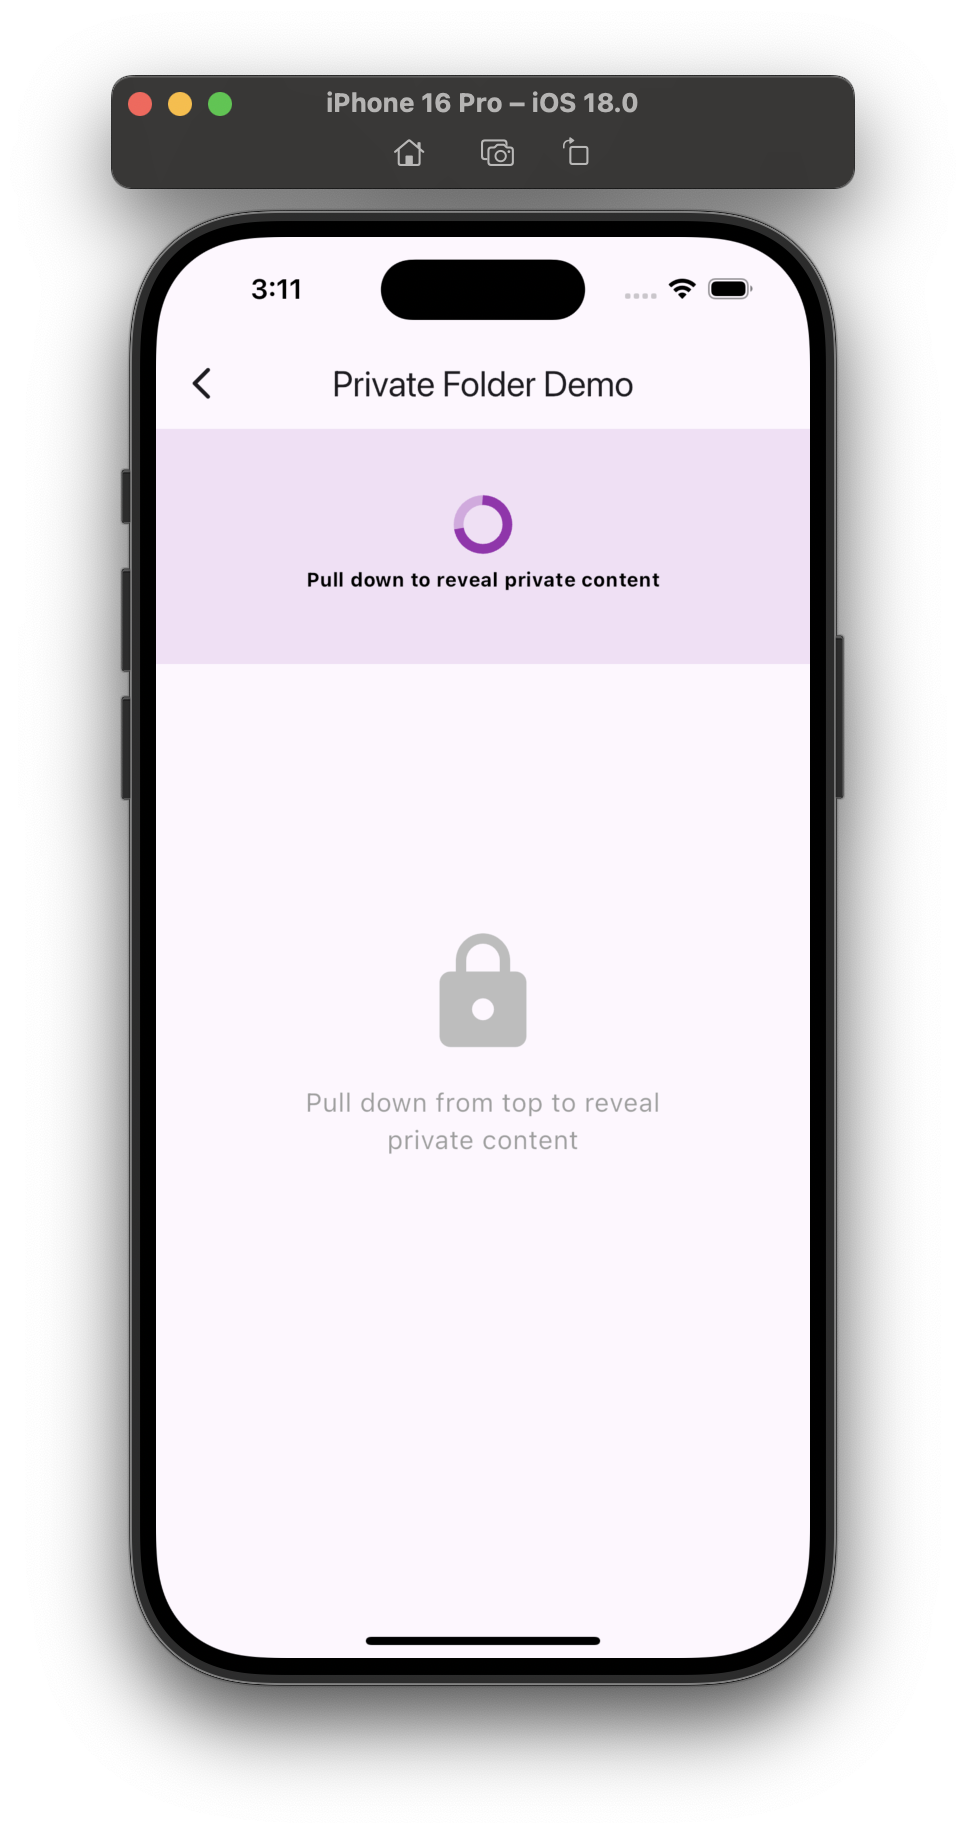 iPhone 16 Pro – iOS 18.0
3:11
Private Folder Demo
Pull down to reveal private content
Pull down from top to reveal
private content